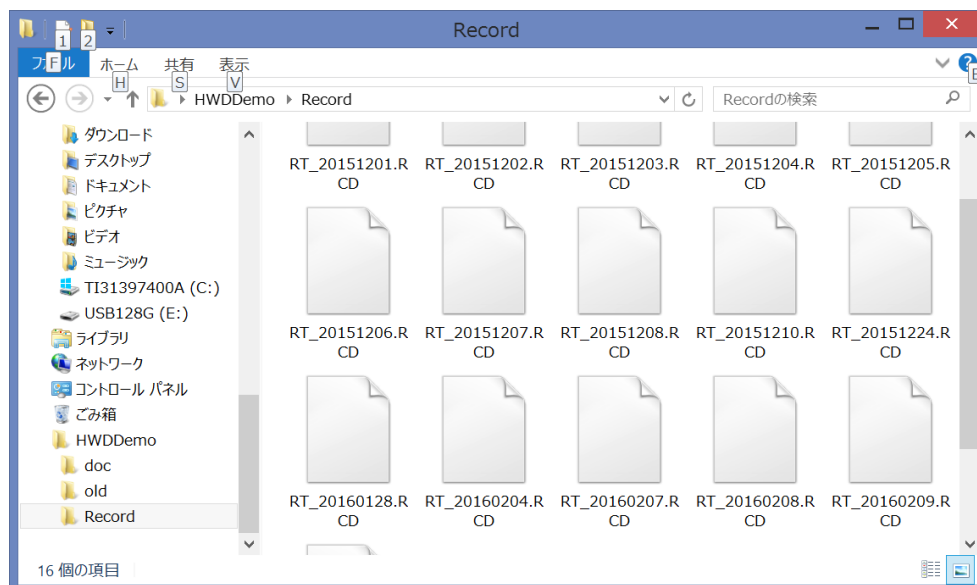 Record
1 2
ファイル ホーム 共有 表示
F H S V E
HWDDemo Record
Recordの検索
ダウンロード
デスクトップ
ドキュメント
ピクチャ
ビデオ
ミュージック
TI31397400A (C:)
USB128G (E:)
ライブラリ
ネットワーク
コントロール パネル
ごみ箱
HWDDemo
doc
old
Record
RT_20151201.R RT_20151202.R RT_20151203.R RT_20151204.R RT_20151205.R
CD CD CD CD CD
RT_20151206.R RT_20151207.R RT_20151208.R RT_20151210.R RT_20151224.R
CD CD CD CD CD
RT_20160128.R RT_20160204.R RT_20160207.R RT_20160208.R RT_20160209.R
CD CD CD CD CD
16 個の項目